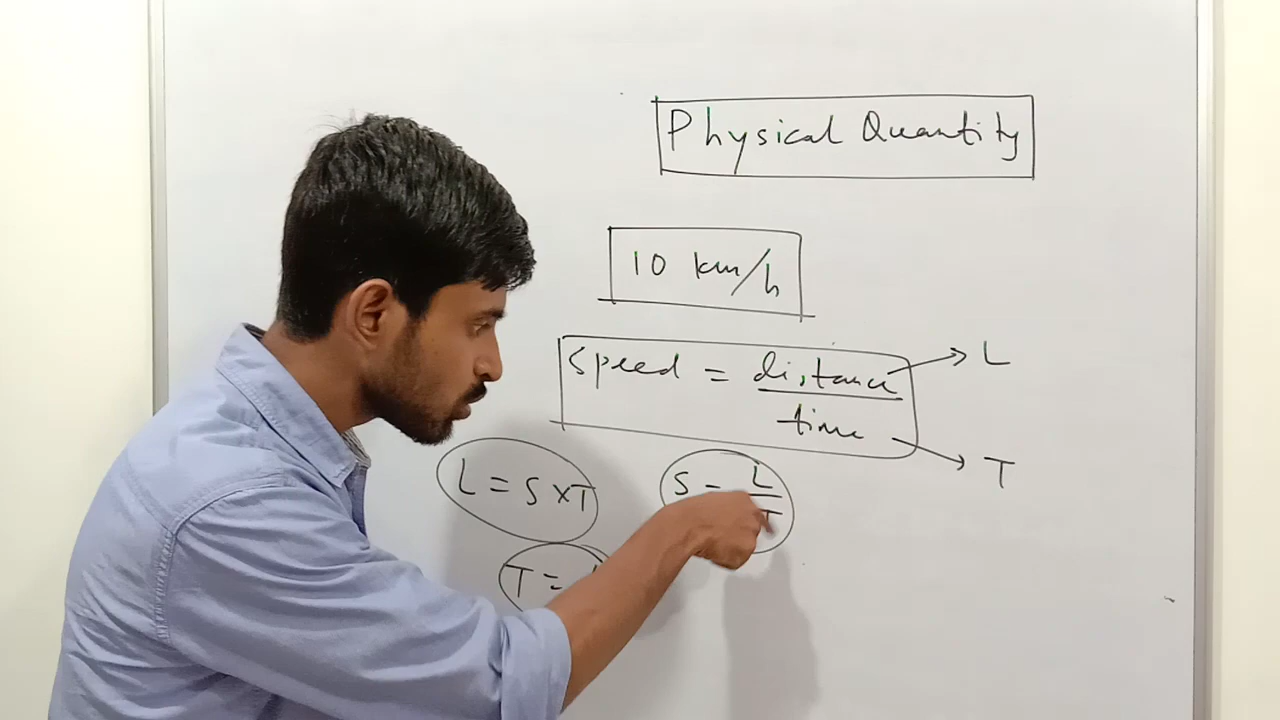 Physical Quantity
10 km/h
Speed = distance / time
L
T
L = S × T
S = L / T
T =